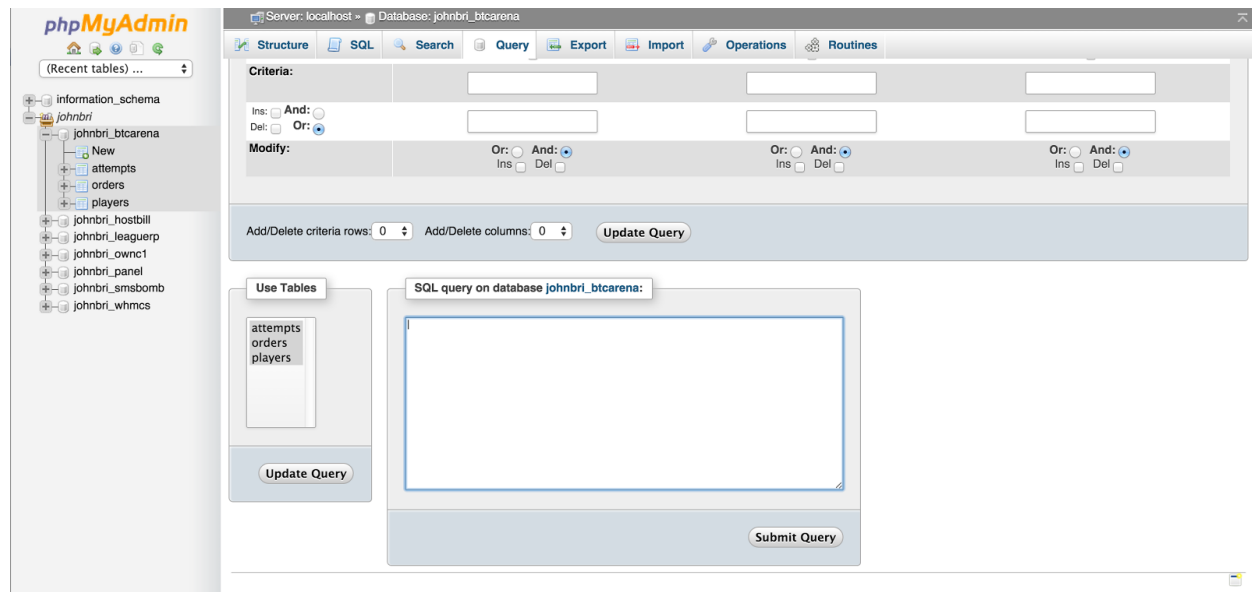 phpMyAdmin
(Recent tables) ...
information_schema
johnbri
johnbri_btcarena
New
attempts
orders
players
johnbri_hostbill
johnbri_leaguerp
johnbri_ownc1
johnbri_panel
johnbri_smsbomb
johnbri_whmcs
Server: localhost » Database: johnbri_btcarena
Structure SQL Search Query Export Import Operations Routines
Criteria:
Ins: And:
Del: Or:
Modify: Or: And: Or: And: Or: And:
Ins Del Ins Del Ins Del
Add/Delete criteria rows: 0 Add/Delete columns: 0 Update Query
Use Tables
attempts
orders
players
Update Query
SQL query on database johnbri_btcarena:
Submit Query